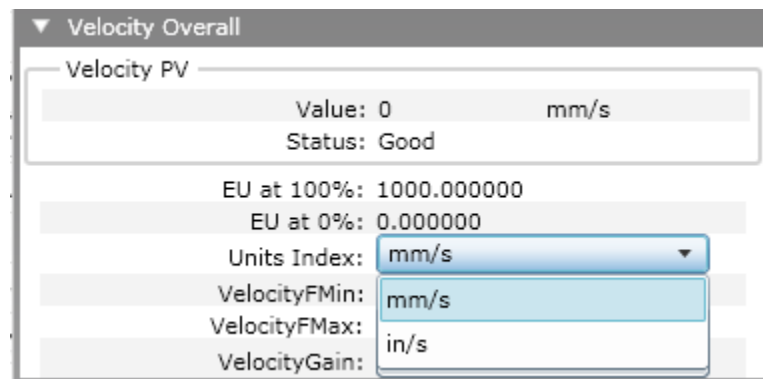 Velocity Overall
Velocity PV
Value: 0 mm/s
Status: Good
EU at 100%: 1000.000000
EU at 0%: 0.000000
Units Index: mm/s
mm/s
in/s
VelocityFMin:
VelocityFMax:
VelocityGain: